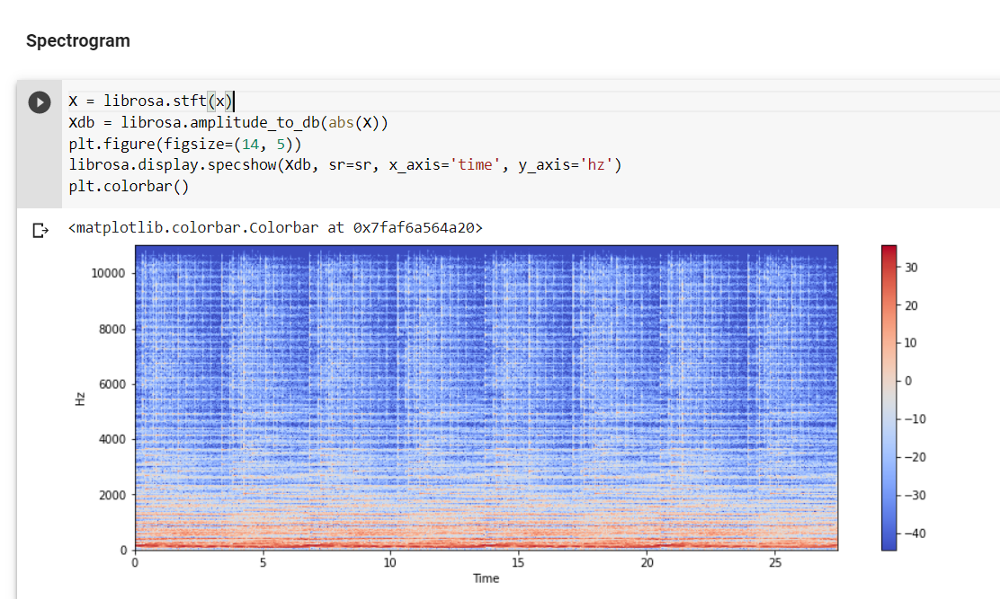 Spectrogram
X = librosa.stft(x)
Xdb = librosa.amplitude_to_db(abs(X))
plt.figure(figsize=(14, 5))
librosa.display.specshow(Xdb, sr=sr, x_axis='time', y_axis='hz')
plt.colorbar()
<matplotlib.colorbar.Colorbar at 0x7faf6a564a20>
10000
8000
6000
4000
2000
0
Hz
0 5 10 15 20 25
Time
30
20
10
0
−10
−20
−30
−40